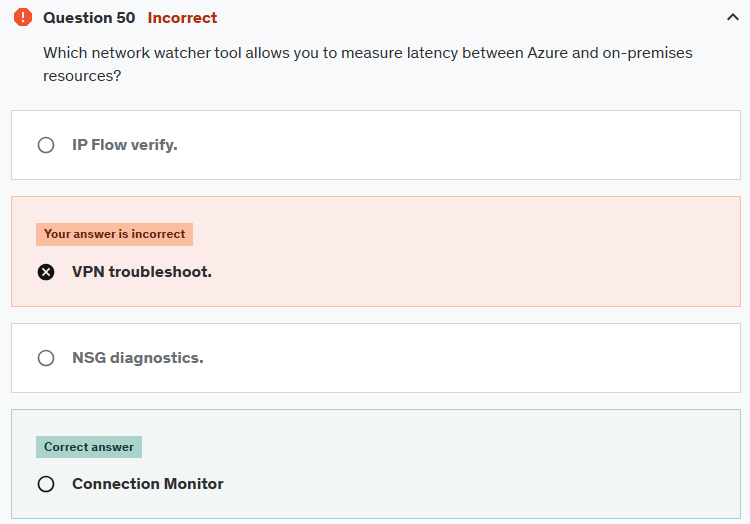 Question 50 Incorrect
Which network watcher tool allows you to measure latency between Azure and on-premises
resources?
IP Flow verify.
Your answer is incorrect
VPN troubleshoot.
NSG diagnostics.
Correct answer
Connection Monitor